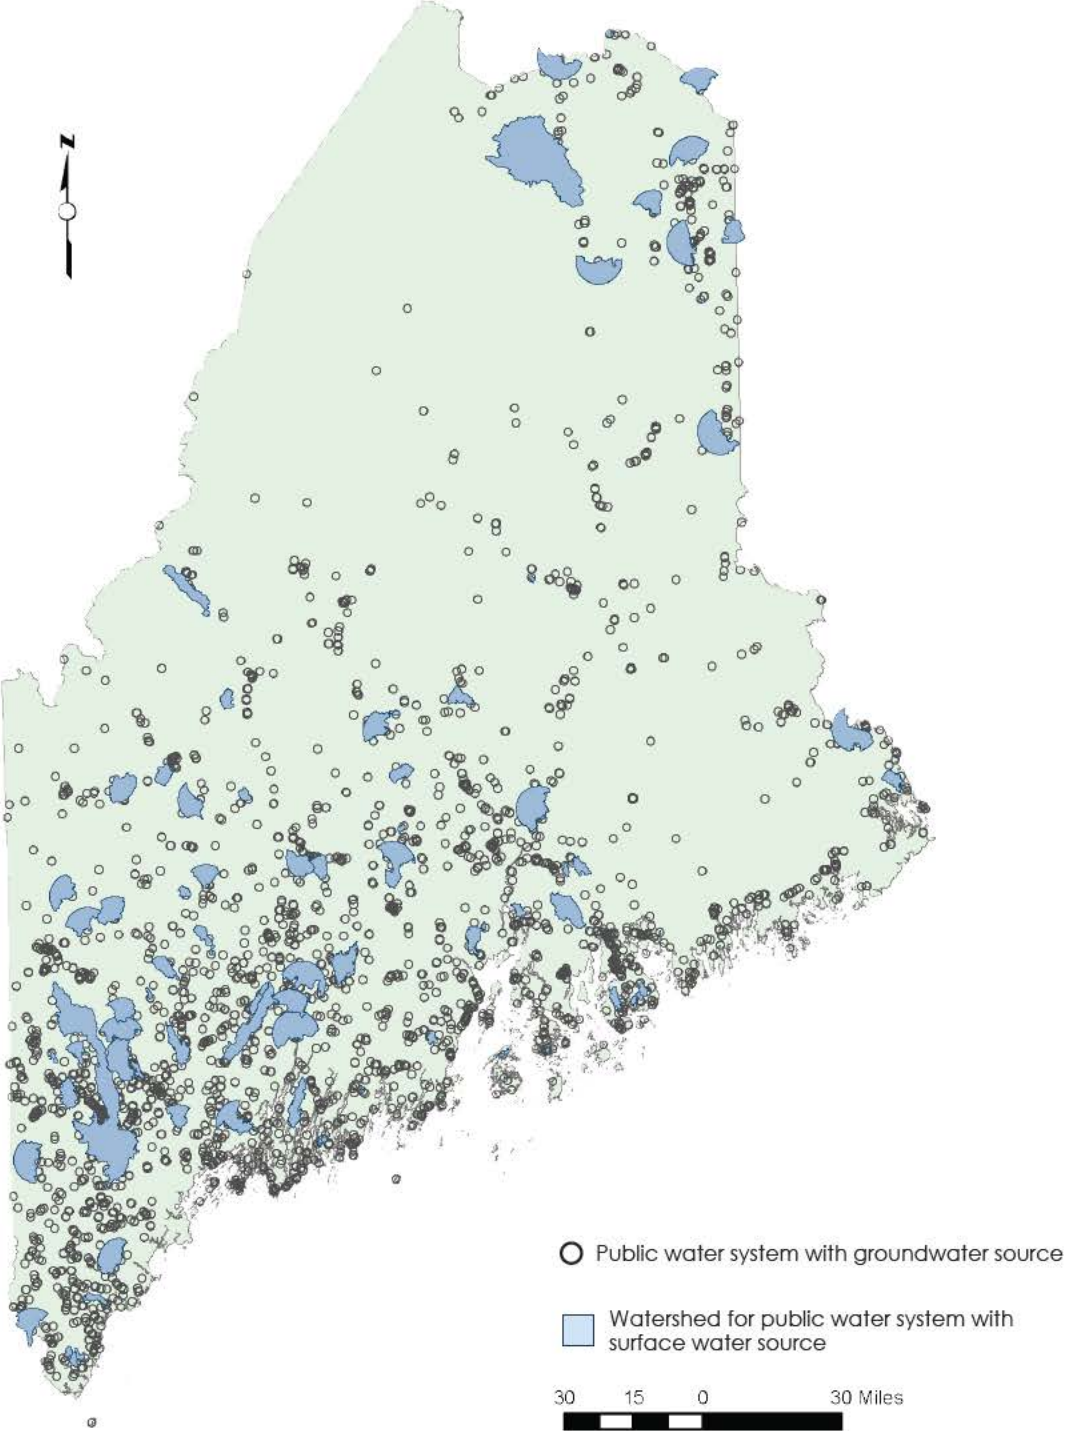 N
Public water system with groundwater source
Watershed for public water system with
surface water source
30 15 0 30 Miles